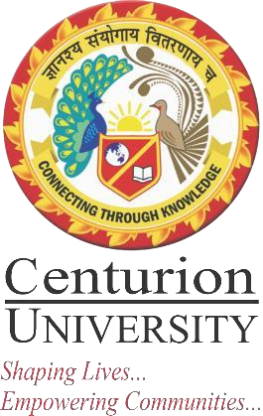 ज्ञानस्य संयोगाय वितरणाय च
CONNECTING THROUGH KNOWLEDGE
Centurion
UNIVERSITY
Shaping Lives...
Empowering Communities...